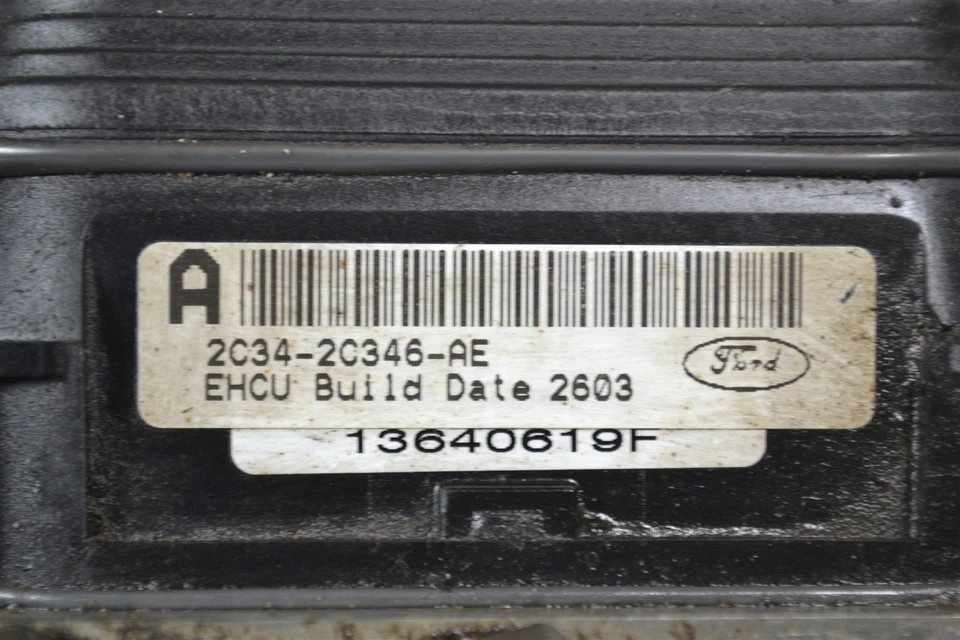 A
2C34-2C346-AE
Ford
EHCU Build Date 2603
13640619F